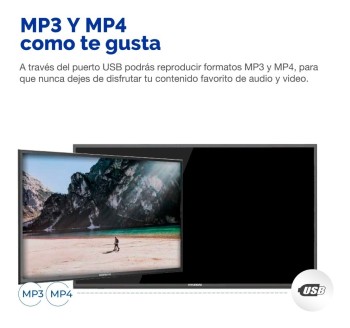 MP3 Y MP4
como te gusta
A través del puerto USB podrás reproducir formatos MP3 y MP4, para
que nunca dejes de disfrutar tu contenido favorito de audio y video.
MP3 MP4
USB